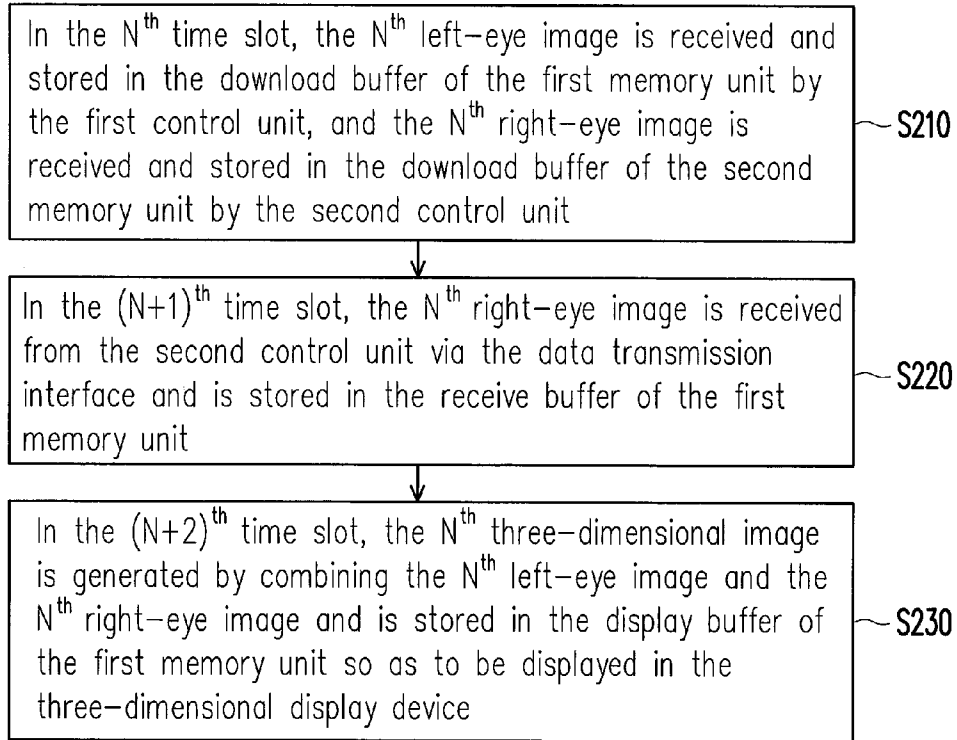 In the N^th time slot, the N^th left-eye image is received and
stored in the download buffer of the first memory unit by
the first control unit, and the N^th right-eye image is
received and stored in the download buffer of the second
memory unit by the second control unit
S210
In the (N+1)^th time slot, the N^th right-eye image is received
from the second control unit via the data transmission
interface and is stored in the receive buffer of the first
memory unit
S220
In the (N+2)^th time slot, the N^th three-dimensional image
is generated by combining the N^th left-eye image and the
N^th right-eye image and is stored in the display buffer of
the first memory unit so as to be displayed in the
three-dimensional display device
S230